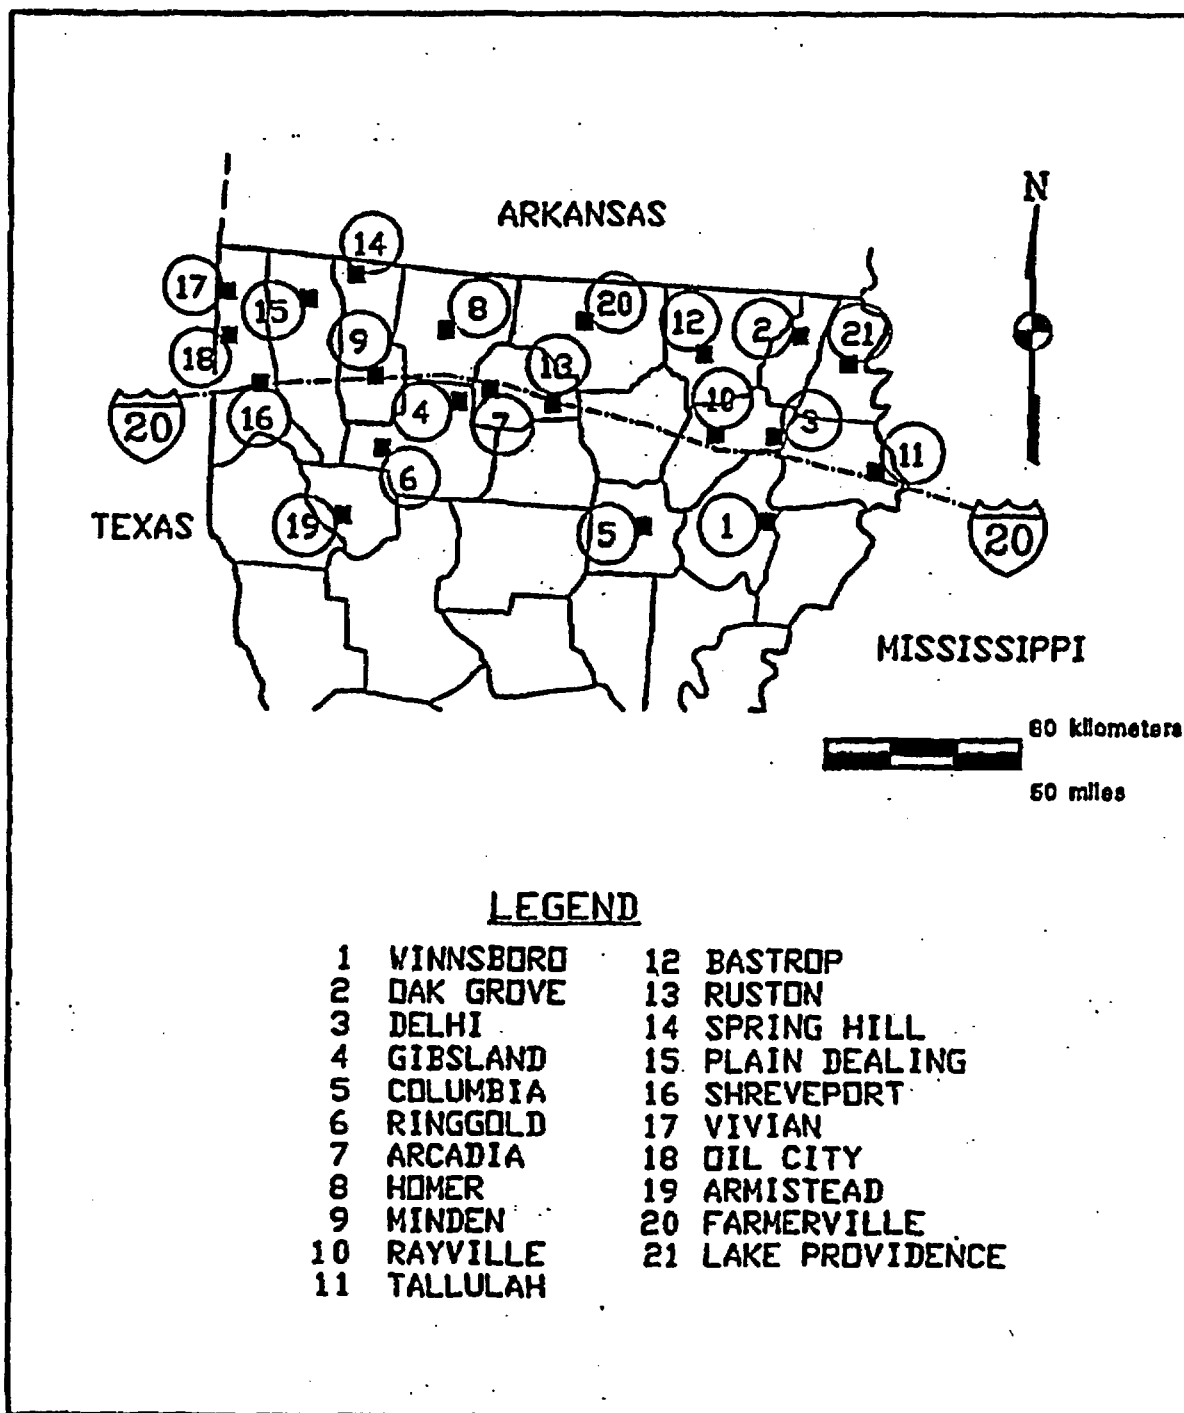 N
ARKANSAS
14
17
15
8
20
12
2
21
9
18
13
20
16
4
7
10
3
11
6
TEXAS
19
5
1
20
MISSISSIPPI
80 kilometers
50 miles
LEGEND
1 WINNSBORO
2 OAK GROVE
3 DELHI
4 GIBSLAND
5 COLUMBIA
6 RINGGOLD
7 ARCADIA
8 HOMER
9 MINDEN
10 RAYVILLE
11 TALLULAH
12 BASTROP
13 RUSTON
14 SPRING HILL
15 PLAIN DEALING
16 SHREVEPORT
17 VIVIAN
18 OIL CITY
19 ARMISTEAD
20 FARMERVILLE
21 LAKE PROVIDENCE